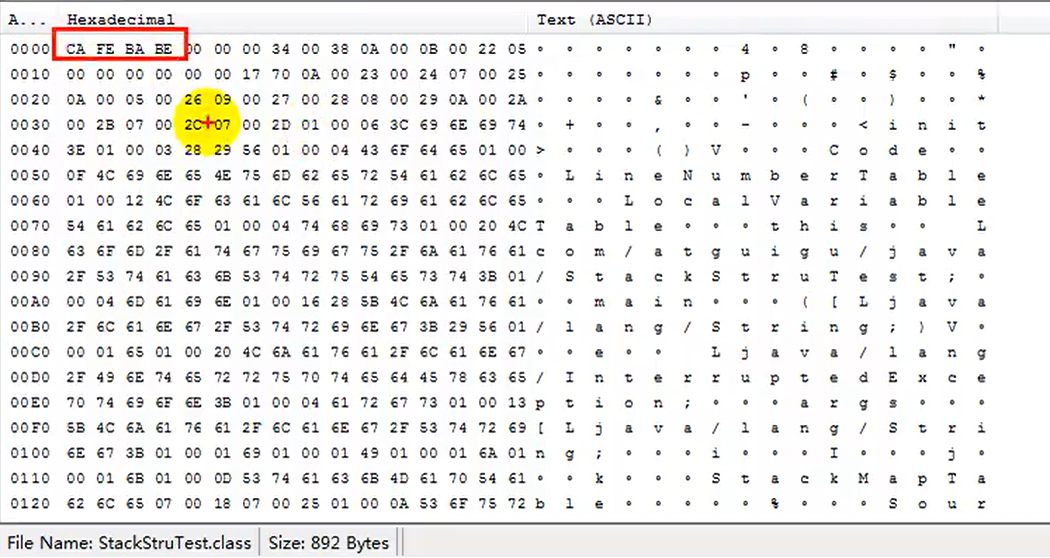 A... Hexadecimal Text (ASCII)
0000 CA FE BA BE 00 00 00 34 00 38 0A 00 0B 00 22 05 ∘ ∘ ∘ ∘ ∘ ∘ ∘ 4 ∘ 8 ∘ ∘ ∘ ∘ " ∘
0010 00 00 00 00 00 00 17 70 0A 00 23 00 24 07 00 25 ∘ ∘ ∘ ∘ ∘ ∘ ∘ p ∘ ∘ # ∘ $ ∘ ∘ %
0020 0A 00 05 00 26 09 00 27 00 28 08 00 29 0A 00 2A ∘ ∘ ∘ ∘ & ∘ ∘ ' ∘ ( ∘ ∘ ) ∘ ∘ *
0030 00 2B 07 00 2C 07 00 2D 01 00 06 3C 69 6E 69 74 ∘ + ∘ ∘ , ∘ ∘ - ∘ ∘ ∘ < i n i t
0040 3E 01 00 03 28 29 56 01 00 04 43 6F 64 65 01 00 > ∘ ∘ ∘ ( ) V ∘ ∘ ∘ C o d e ∘ ∘
0050 0F 4C 69 6E 65 4E 75 6D 62 65 72 54 61 62 6C 65 ∘ L i n e N u m b e r T a b l e
0060 01 00 12 4C 6F 63 61 6C 56 61 72 69 61 62 6C 65 ∘ ∘ ∘ L o c a l V a r i a b l e
0070 54 61 62 6C 65 01 00 04 74 68 69 73 01 00 20 4C T a b l e ∘ ∘ ∘ t h i s ∘ ∘ L
0080 63 6F 6D 2F 61 74 67 75 69 67 75 2F 6A 61 76 61 c o m / a t g u i g u / j a v a
0090 2F 53 74 61 63 6B 53 74 72 75 54 65 73 74 3B 01 / S t a c k S t r u T e s t ; ∘
00A0 00 04 6D 61 69 6E 01 00 16 28 5B 4C 6A 61 76 61 ∘ ∘ m a i n ∘ ∘ ∘ ( [ L j a v a
00B0 2F 6C 61 6E 67 2F 53 74 72 69 6E 67 3B 29 56 01 / l a n g / S t r i n g ; ) V ∘
00C0 00 01 65 01 00 20 4C 6A 61 76 61 2F 6C 61 6E 67 ∘ ∘ e ∘ ∘ L j a v a / l a n g
00D0 2F 49 6E 74 65 72 72 75 70 74 65 64 45 78 63 65 / I n t e r r u p t e d E x c e
00E0 70 74 69 6F 6E 3B 01 00 04 61 72 67 73 01 00 13 p t i o n ; ∘ ∘ ∘ a r g s ∘ ∘ ∘
00F0 5B 4C 6A 61 76 61 2F 6C 61 6E 67 2F 53 74 72 69 [ L j a v a / l a n g / S t r i
0100 6E 67 3B 01 00 01 69 01 00 01 49 01 00 01 6A 01 n g ; ∘ ∘ ∘ i ∘ ∘ ∘ I ∘ ∘ ∘ j ∘
0110 00 01 6B 01 00 0D 53 74 61 63 6B 4D 61 70 54 61 ∘ ∘ k ∘ ∘ ∘ S t a c k M a p T a
0120 62 6C 65 07 00 18 07 00 25 01 00 0A 53 6F 75 72 b l e ∘ ∘ ∘ ∘ ∘ % ∘ ∘ ∘ S o u r
File Name: StackStruTest.class Size: 892 Bytes